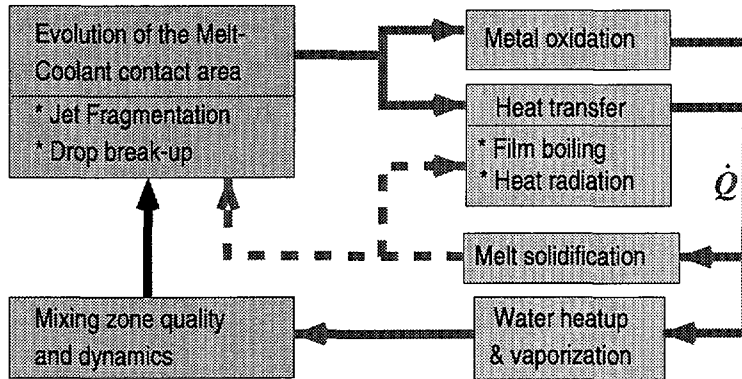 Evolution of the Melt-
Coolant contact area
* Jet Fragmentation
* Drop break-up
Metal oxidation
Heat transfer
* Film boiling
* Heat radiation
Q̇
Melt solidification
Mixing zone quality
and dynamics
Water heatup
& vaporization